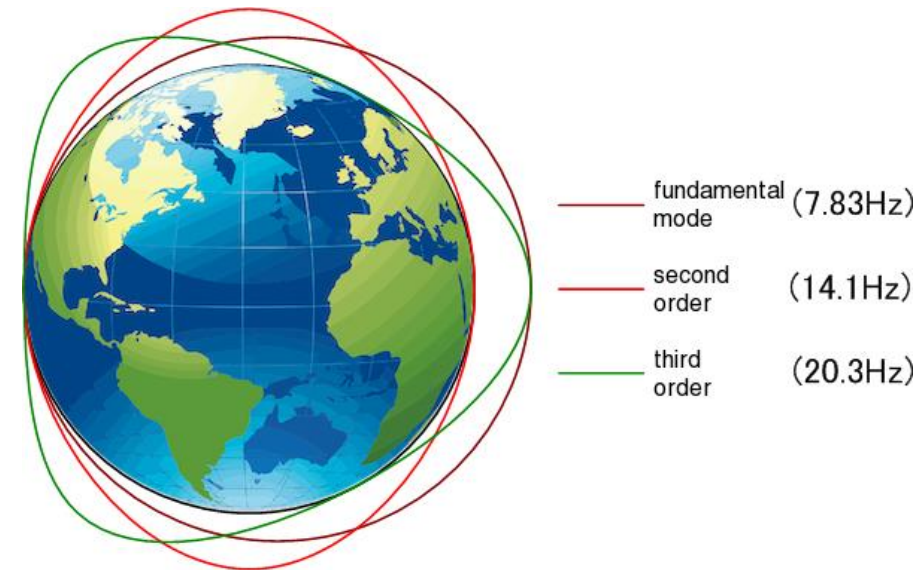 fundamental
mode (7.83Hz)
second
order (14.1Hz)
third
order (20.3Hz)